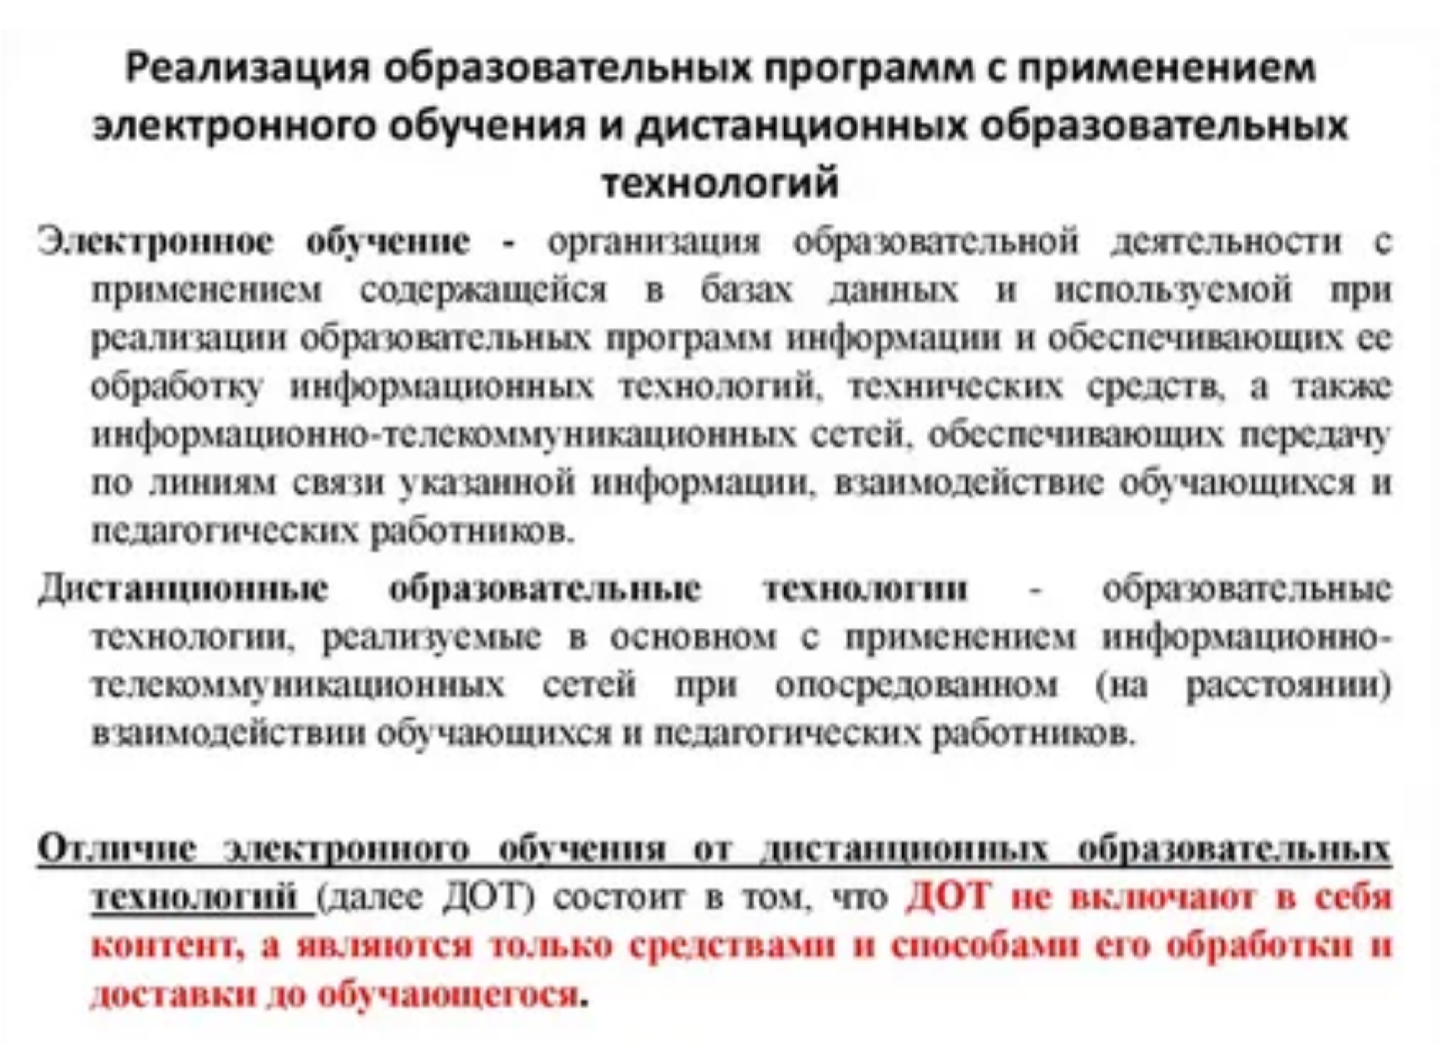 Реализация образовательных программ с применением
электронного обучения и дистанционных образовательных
технологий
Электронное обучение - организация образовательной деятельности с
применением содержащейся в базах данных и используемой при
реализации образовательных программ информации и обеспечивающих ее
обработку информационных технологий, технических средств, а также
информационно-телекоммуникационных сетей, обеспечивающих передачу
по линиям связи указанной информации, взаимодействие обучающихся и
педагогических работников.
Дистанционные образовательные технологии - образовательные
технологии, реализуемые в основном с применением информационно-
телекоммуникационных сетей при опосредованном (на расстоянии)
взаимодействии обучающихся и педагогических работников.
Отличие электронного обучения от дистанционных образовательных
технологий (далее ДОТ) состоит в том, что ДОТ не включают в себя
контент, а являются только средствами и способами его обработки и
доставки до обучающегося.